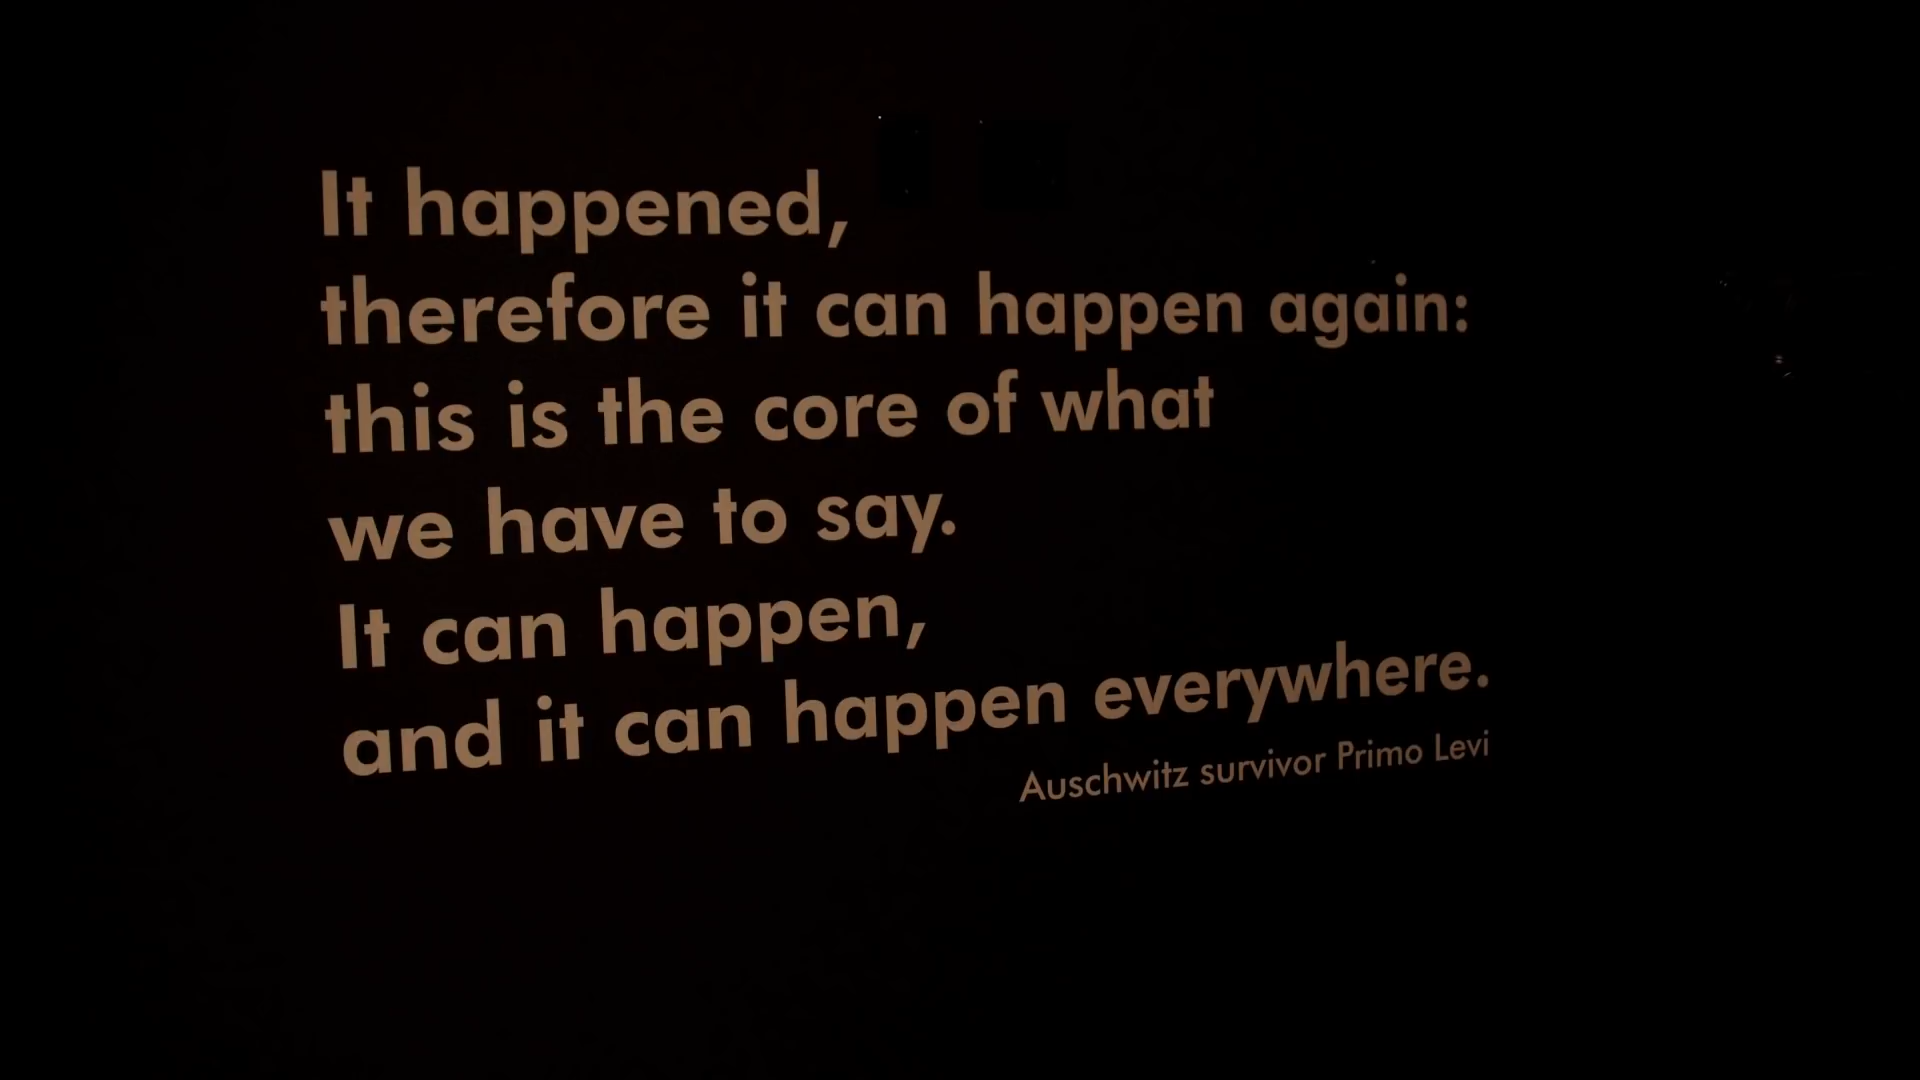 It happened,
therefore it can happen again:
this is the core of what
we have to say.
It can happen,
and it can happen everywhere.
Auschwitz survivor Primo Levi